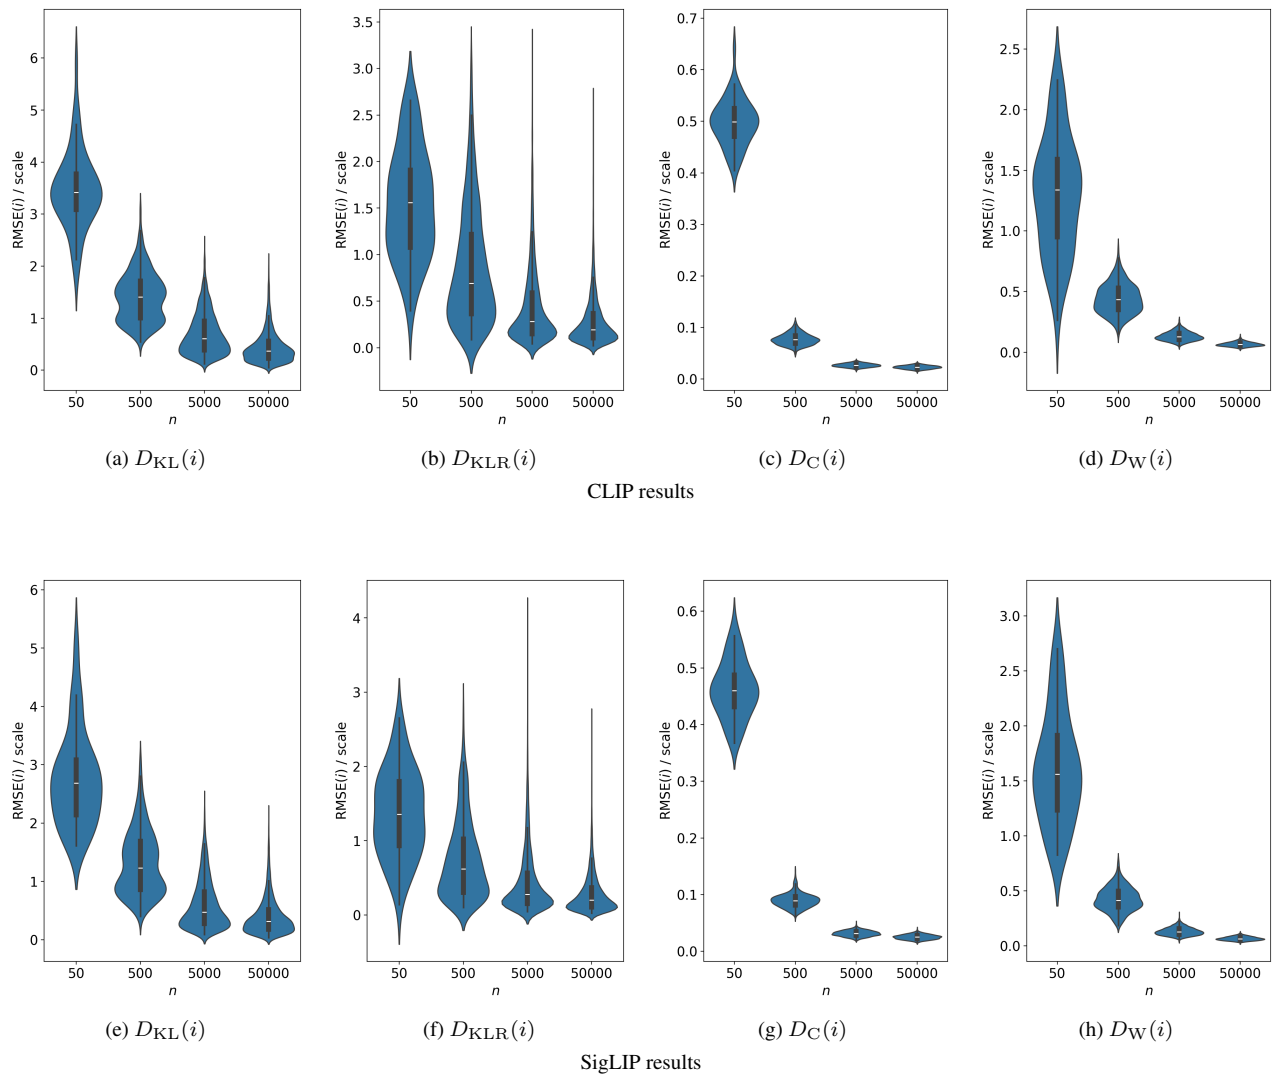 RMSE(i) / scale
6
5
4
3
2
1
0
50 500 5000 50000
n
(a) D_KL(i)
RMSE(i) / scale
3.5
3.0
2.5
2.0
1.5
1.0
0.5
0.0
50 500 5000 50000
n
(b) D_KLR(i)
RMSE(i) / scale
0.7
0.6
0.5
0.4
0.3
0.2
0.1
0.0
50 500 5000 50000
n
(c) D_C(i)
RMSE(i) / scale
2.5
2.0
1.5
1.0
0.5
0.0
50 500 5000 50000
n
(d) D_W(i)
CLIP results
RMSE(i) / scale
6
5
4
3
2
1
0
50 500 5000 50000
n
(e) D_KL(i)
RMSE(i) / scale
4
3
2
1
0
50 500 5000 50000
n
(f) D_KLR(i)
RMSE(i) / scale
0.6
0.5
0.4
0.3
0.2
0.1
0.0
50 500 5000 50000
n
(g) D_C(i)
RMSE(i) / scale
3.0
2.5
2.0
1.5
1.0
0.5
0.0
50 500 5000 50000
n
(h) D_W(i)
SigLIP results